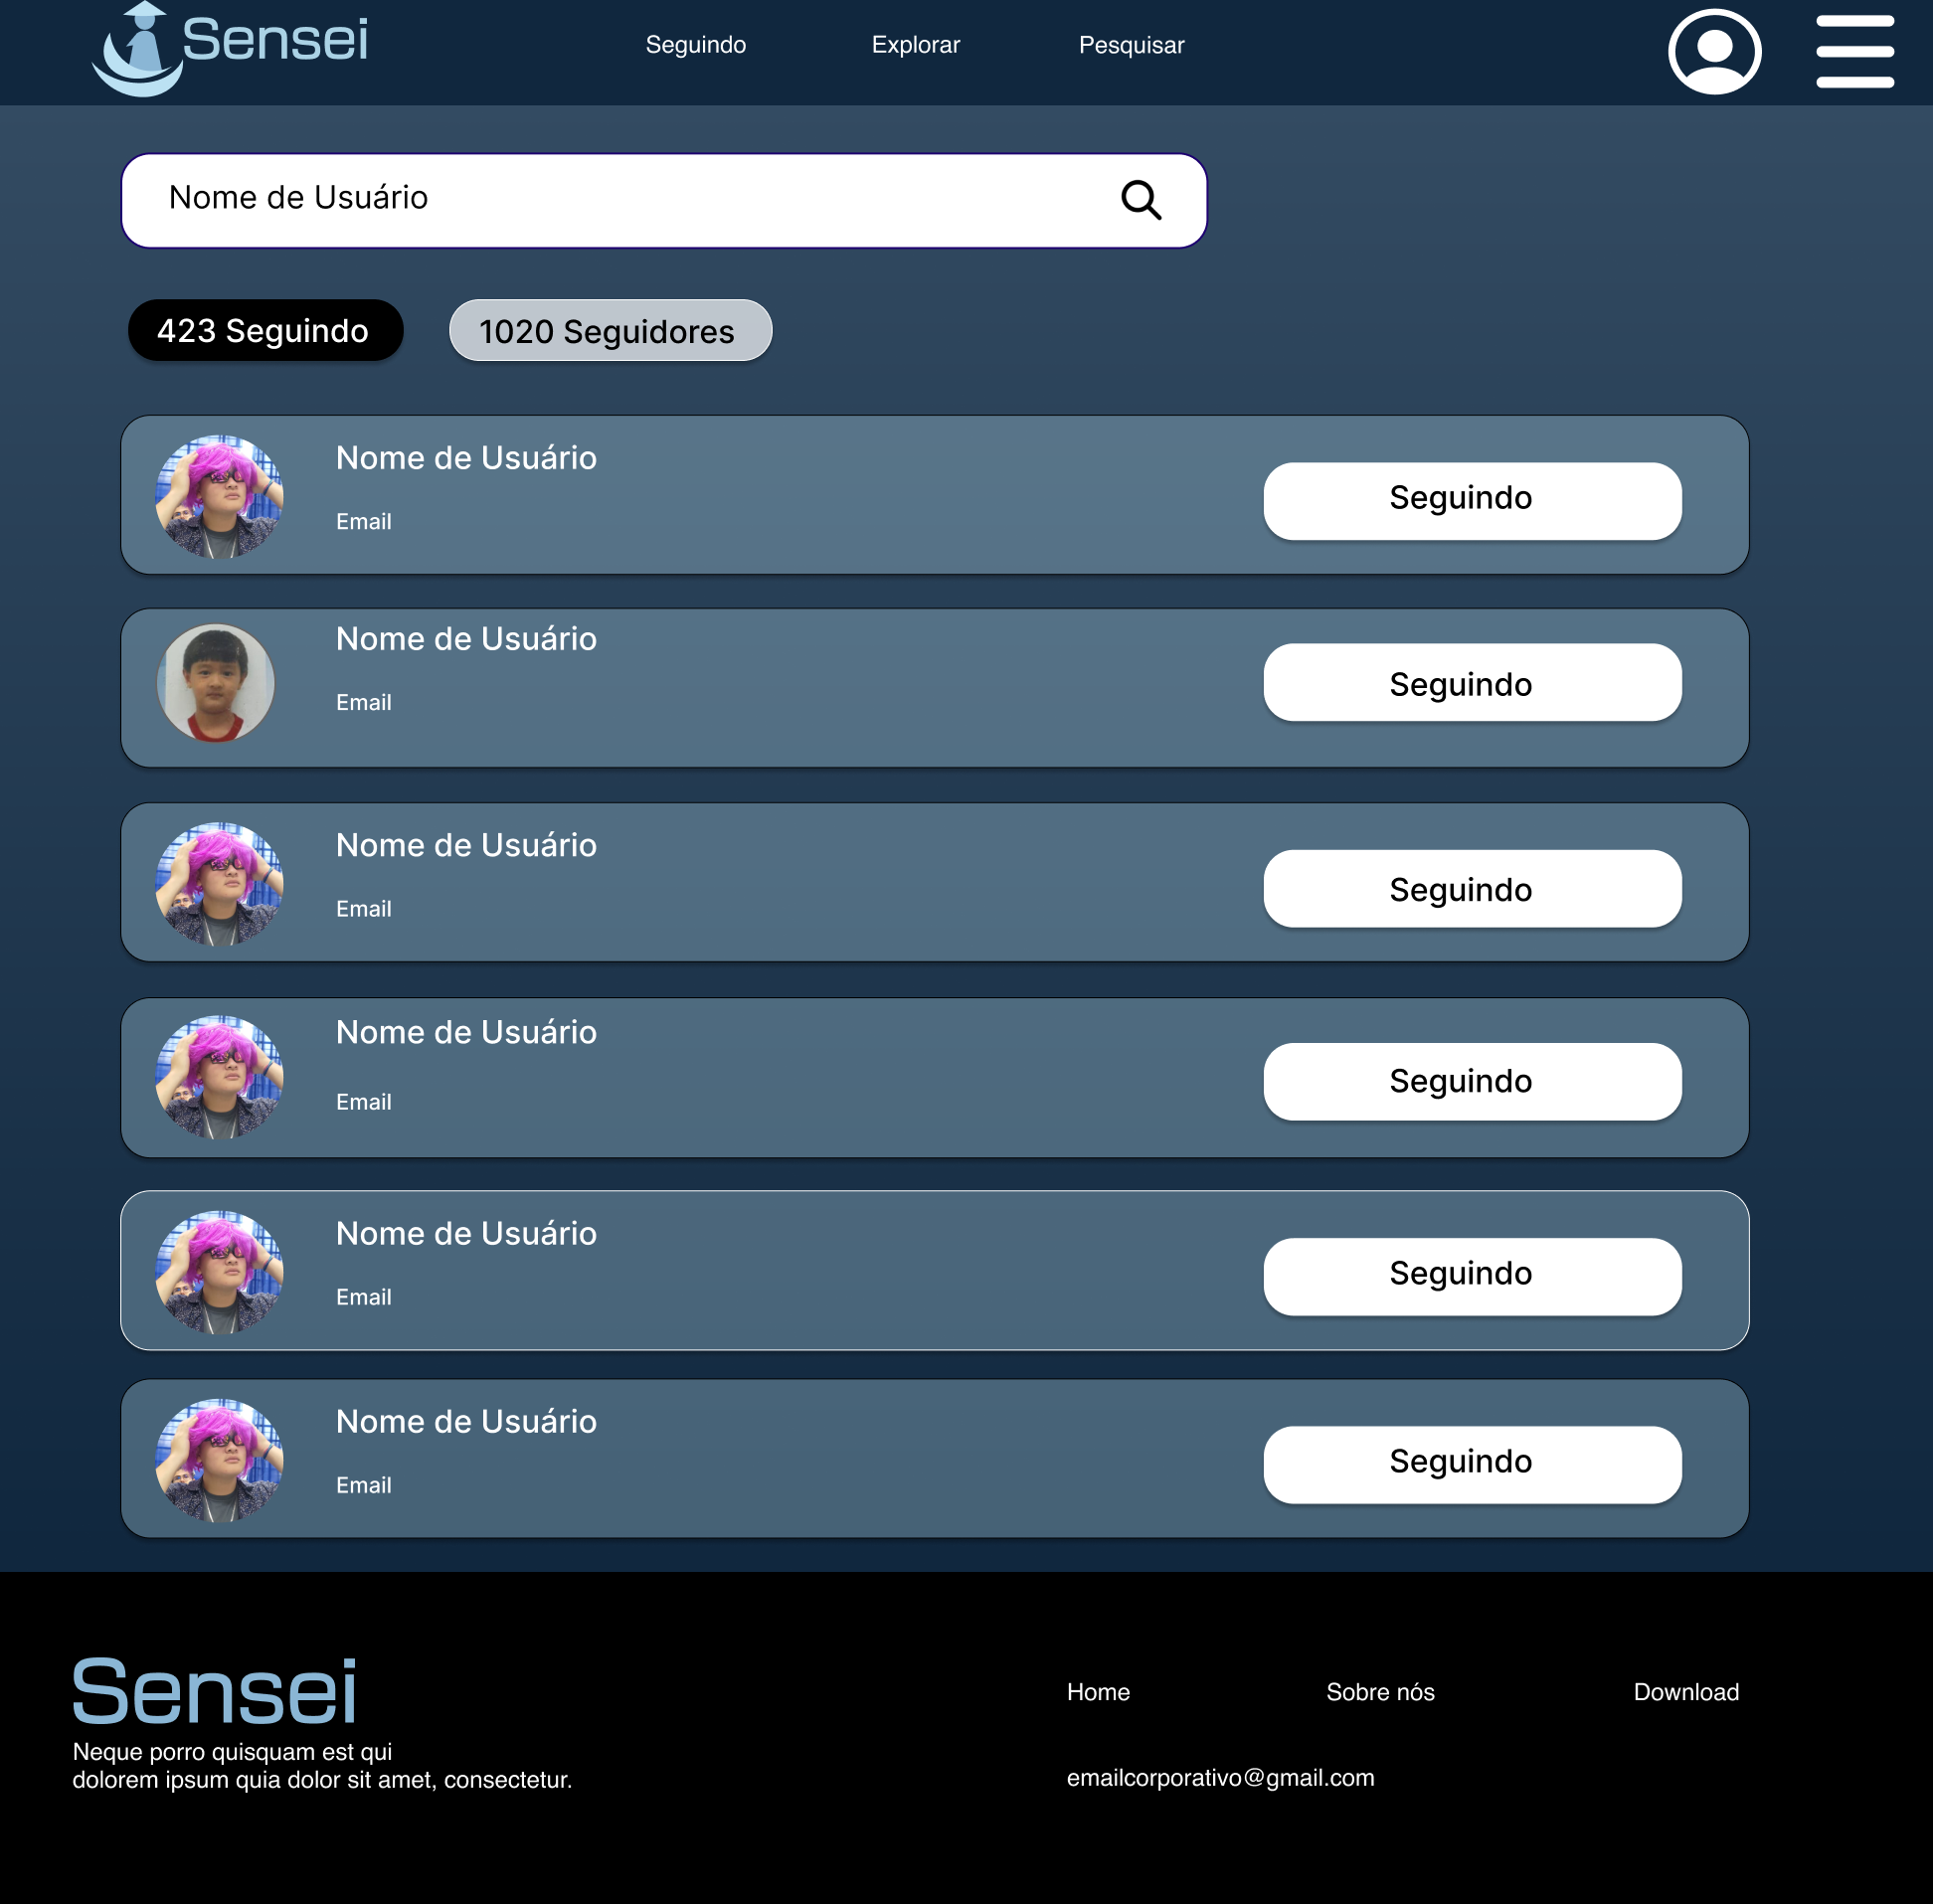 Sensei
Seguindo
Explorar
Pesquisar
Nome de Usuário
423 Seguindo
1020 Seguidores
Nome de Usuário
Email
Seguindo
Nome de Usuário
Email
Seguindo
Nome de Usuário
Email
Seguindo
Nome de Usuário
Email
Seguindo
Nome de Usuário
Email
Seguindo
Nome de Usuário
Email
Seguindo
Sensei
Neque porro quisquam est qui
dolorem ipsum quia dolor sit amet, consectetur.
Home
Sobre nós
Download
emailcorporativo@gmail.com